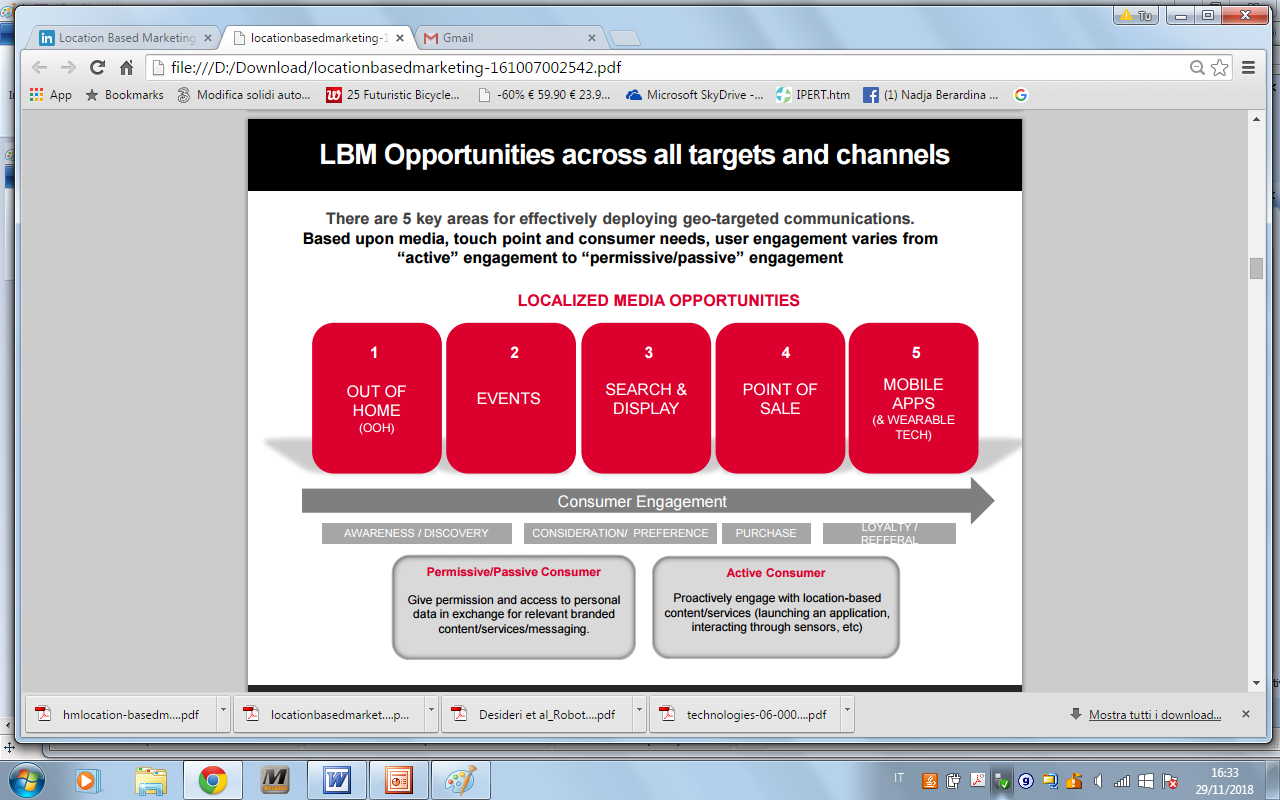 Tu
Location Based Marketing
locationbasedmarketing-1
Gmail
file:///D:/Download/locationbasedmarketing-161007002542.pdf
App
Bookmarks
Modifica solidi auto...
25 Futuristic Bicycle...
-60% € 59.90 € 23.9...
Microsoft SkyDrive -...
IPERT.htm
(1) Nadja Berardina ...
LBM Opportunities across all targets and channels
There are 5 key areas for effectively deploying geo-targeted communications.
Based upon media, touch point and consumer needs, user engagement varies from
“active” engagement to “permissive/passive” engagement
LOCALIZED MEDIA OPPORTUNITIES
1
OUT OF
HOME
(OOH)
2
EVENTS
3
SEARCH &
DISPLAY
4
POINT OF
SALE
5
MOBILE
APPS
(& WEARABLE
TECH)
Consumer Engagement
AWARENESS / DISCOVERY
CONSIDERATION/ PREFERENCE
PURCHASE
LOYALTY /
REFFERAL
Permissive/Passive Consumer
Give permission and access to personal
data in exchange for relevant branded
content/services/messaging.
Active Consumer
Proactively engage with location-based
content/services (launching an application,
interacting through sensors, etc)
hmlocation-basedm....pdf
locationbasedmarket....p...
Desideri et al_Robot....pdf
technologies-06-000....pdf
Mostra tutti i download...
IT
16:33
29/11/2018